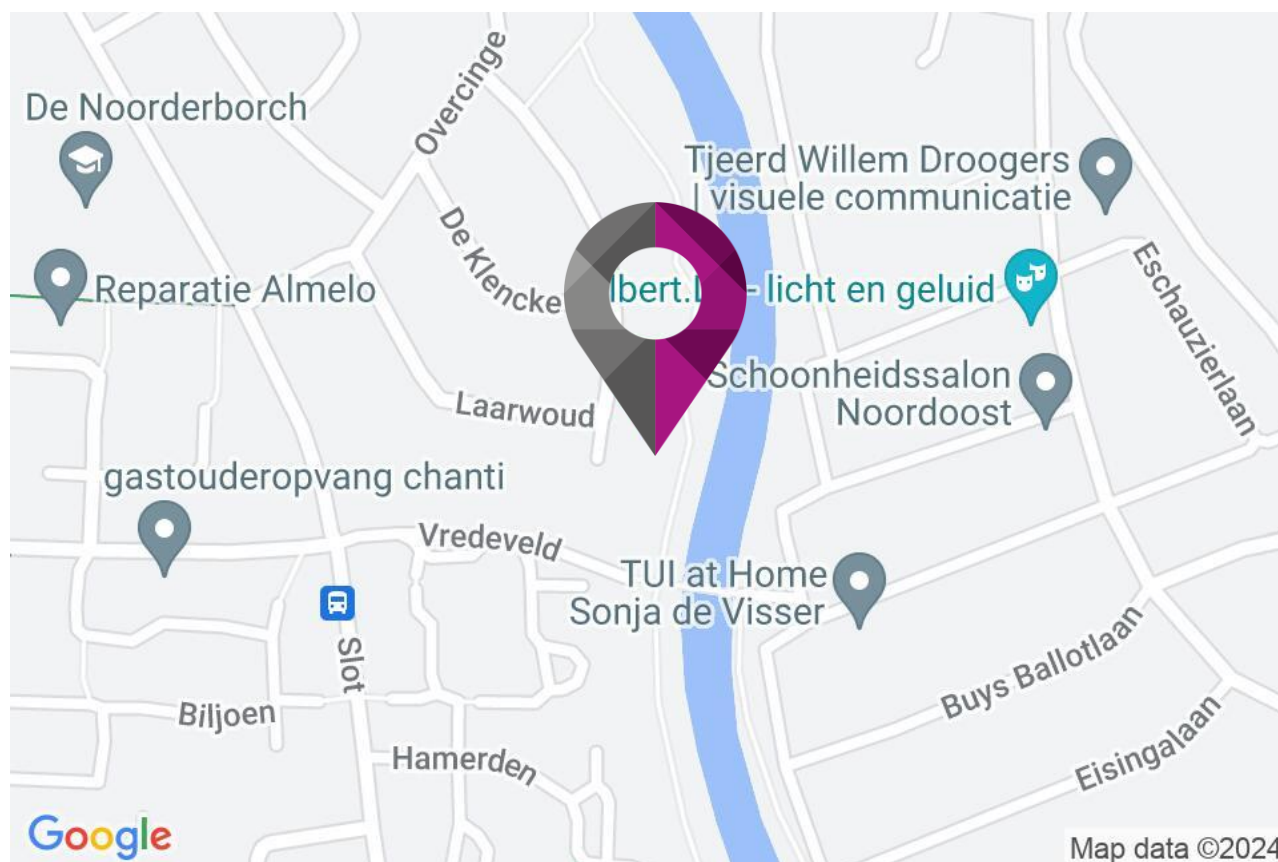 De Noorderborch
Overcinge
Tjeerd Willem Droogers
| visuele communicatie
De Klencke
Reparatie Almelo
licht en geluid
Eschauzierlaan
Schoonheidssalon
Noordoost
Laarwoud
gastouderopvang chanti
Vredeveld
TUI at Home
Sonja de Visser
Slot
Buys Ballotlaan
Biljoen
Hamerden
Eisingalaan
Google
Map data ©2024